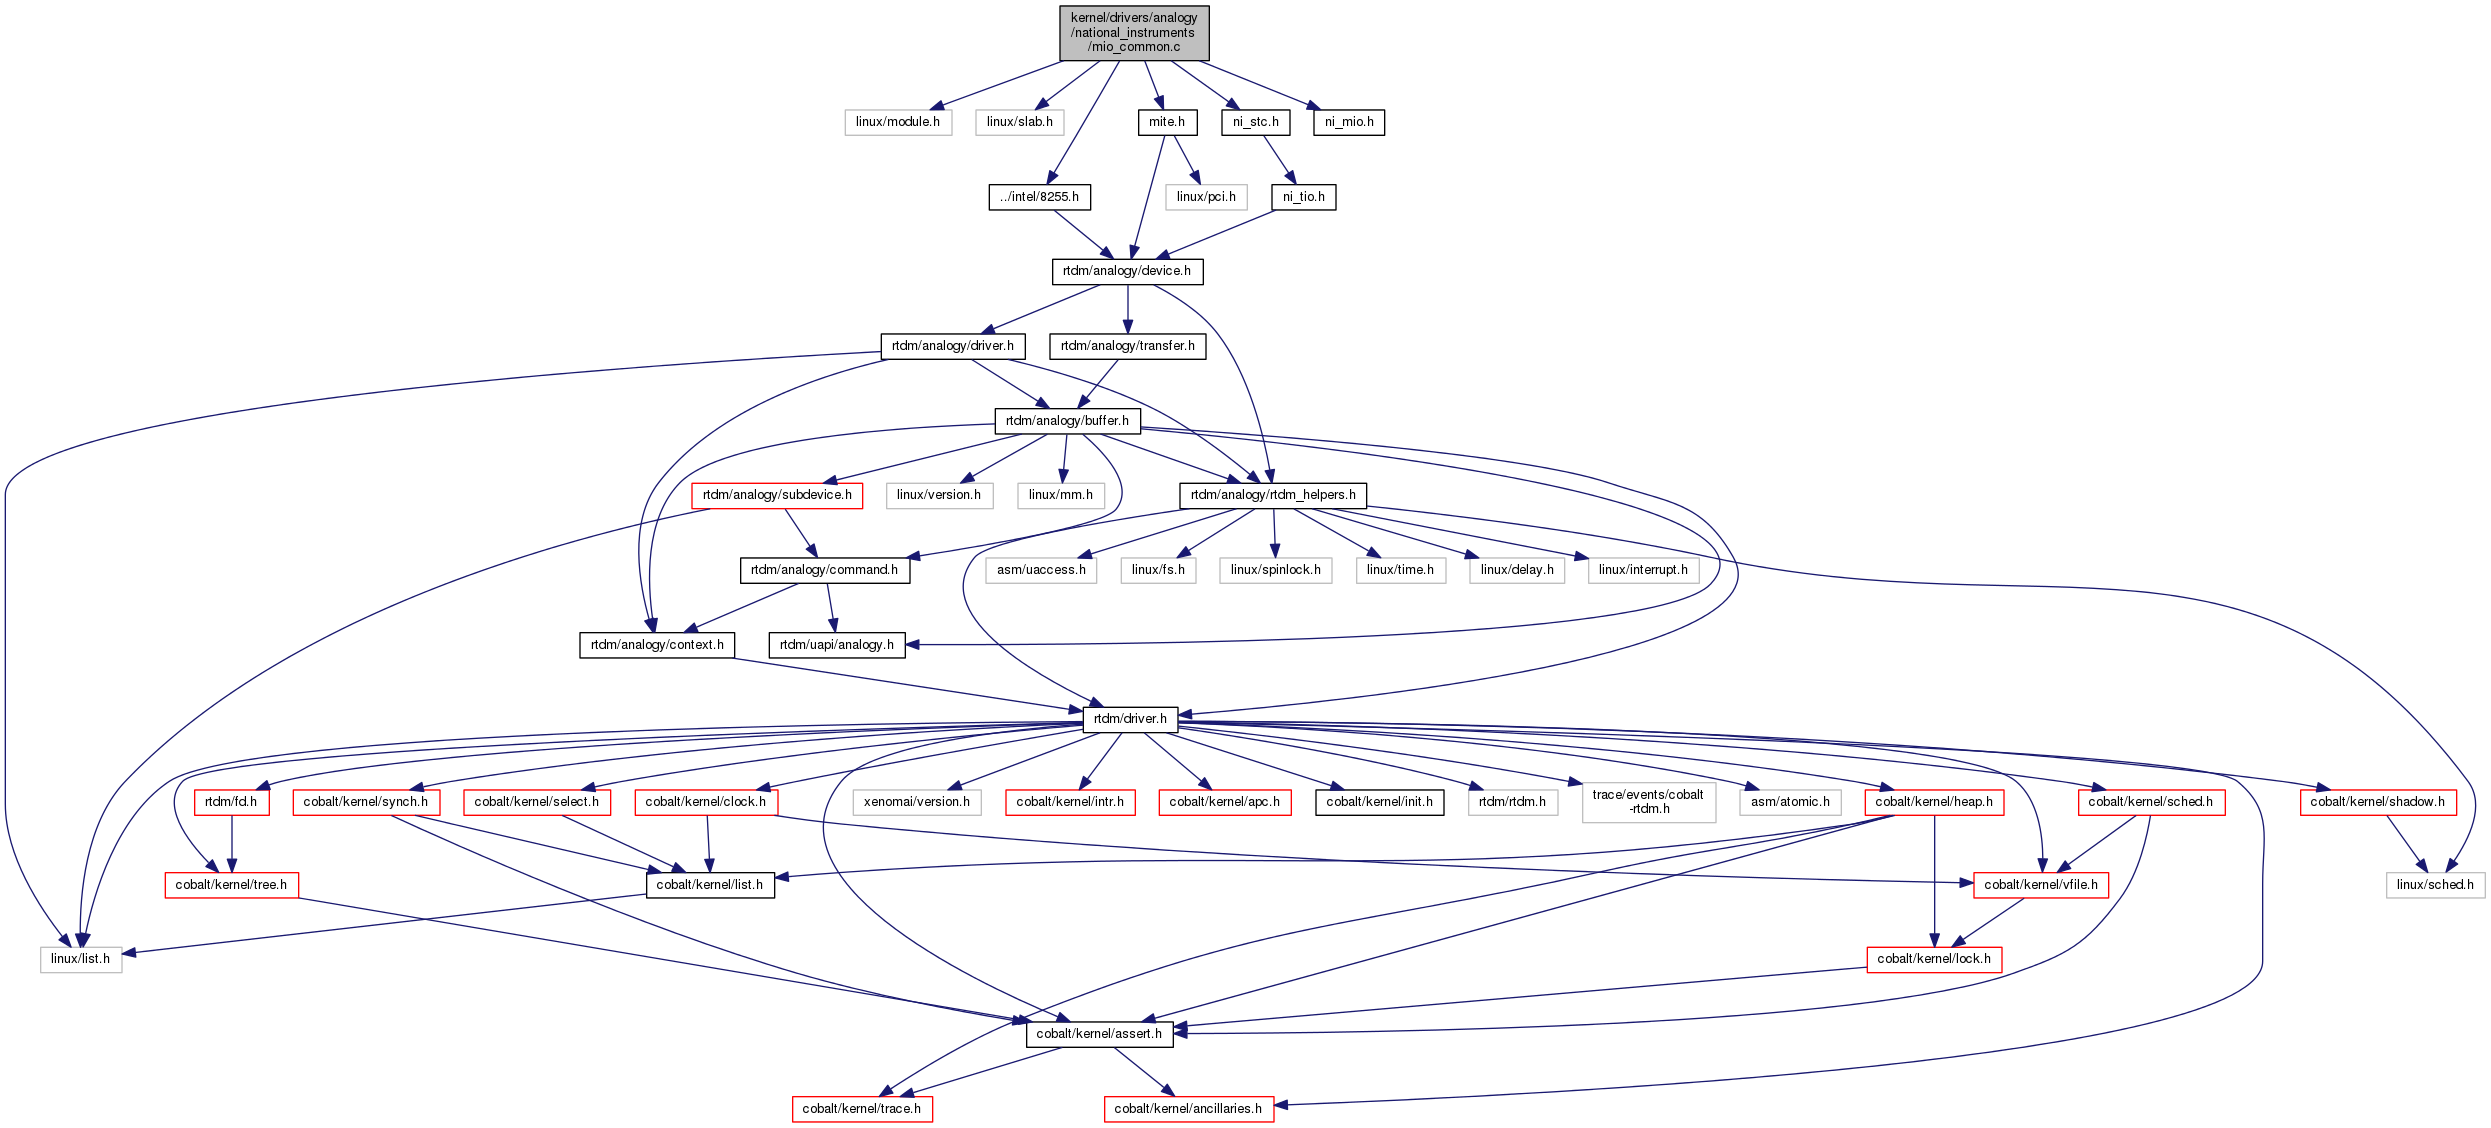 kernel/drivers/analogy
/national_instruments
/mio_common.c
linux/module.h
linux/slab.h
mite.h
ni_stc.h
ni_mio.h
../intel/8255.h
linux/pci.h
ni_tio.h
rtdm/analogy/device.h
rtdm/analogy/driver.h
rtdm/analogy/transfer.h
rtdm/analogy/buffer.h
rtdm/analogy/subdevice.h
linux/version.h
linux/mm.h
rtdm/analogy/rtdm_helpers.h
rtdm/analogy/command.h
asm/uaccess.h
linux/fs.h
linux/spinlock.h
linux/time.h
linux/delay.h
linux/interrupt.h
rtdm/analogy/context.h
rtdm/uapi/analogy.h
rtdm/driver.h
rtdm/fd.h
cobalt/kernel/synch.h
cobalt/kernel/select.h
cobalt/kernel/clock.h
xenomai/version.h
cobalt/kernel/intr.h
cobalt/kernel/apc.h
cobalt/kernel/init.h
rtdm/rtdm.h
trace/events/cobalt
-rtdm.h
asm/atomic.h
cobalt/kernel/heap.h
cobalt/kernel/sched.h
cobalt/kernel/shadow.h
cobalt/kernel/tree.h
cobalt/kernel/list.h
cobalt/kernel/vfile.h
linux/sched.h
linux/list.h
cobalt/kernel/lock.h
cobalt/kernel/assert.h
cobalt/kernel/trace.h
cobalt/kernel/ancillaries.h